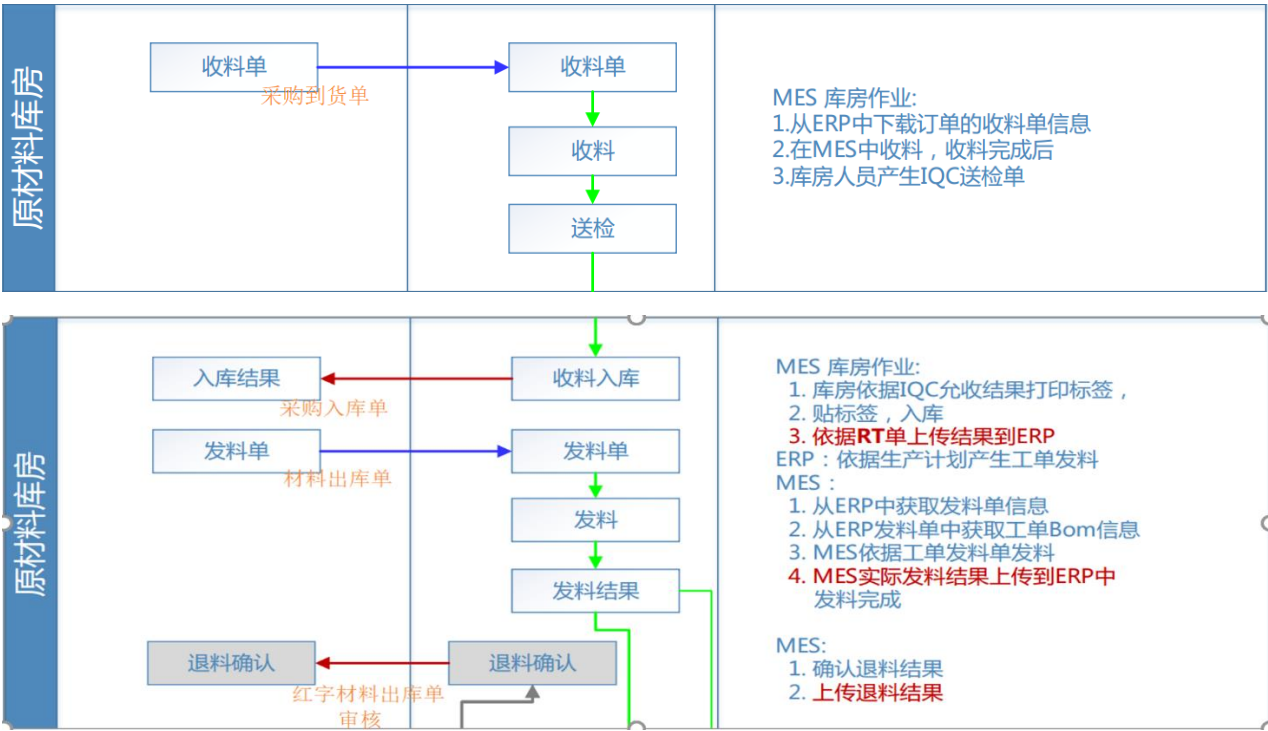 原材料库房
收料单
采购到货单
收料单
收料
送检
MES 库房作业:
1.从ERP中下载订单的收料单信息
2.在MES中收料，收料完成后
3.库房人员产生IQC送检单
原材料库房
入库结果
收料入库
采购入库单
发料单
发料单
材料出库单
发料
发料结果
退料确认
退料确认
红字材料出库单
审核
MES 库房作业:
1. 库房依据IQC允收结果打印标签，
2. 贴标签，入库
3. 依据RT单上传结果到ERP
ERP：依据生产计划产生工单发料
MES：
1. 从ERP中获取发料单信息
2. 从ERP发料单中获取工单Bom信息
3. MES依据工单发料单发料
4. MES实际发料结果上传到ERP中
发料完成
MES:
1. 确认退料结果
2. 上传退料结果